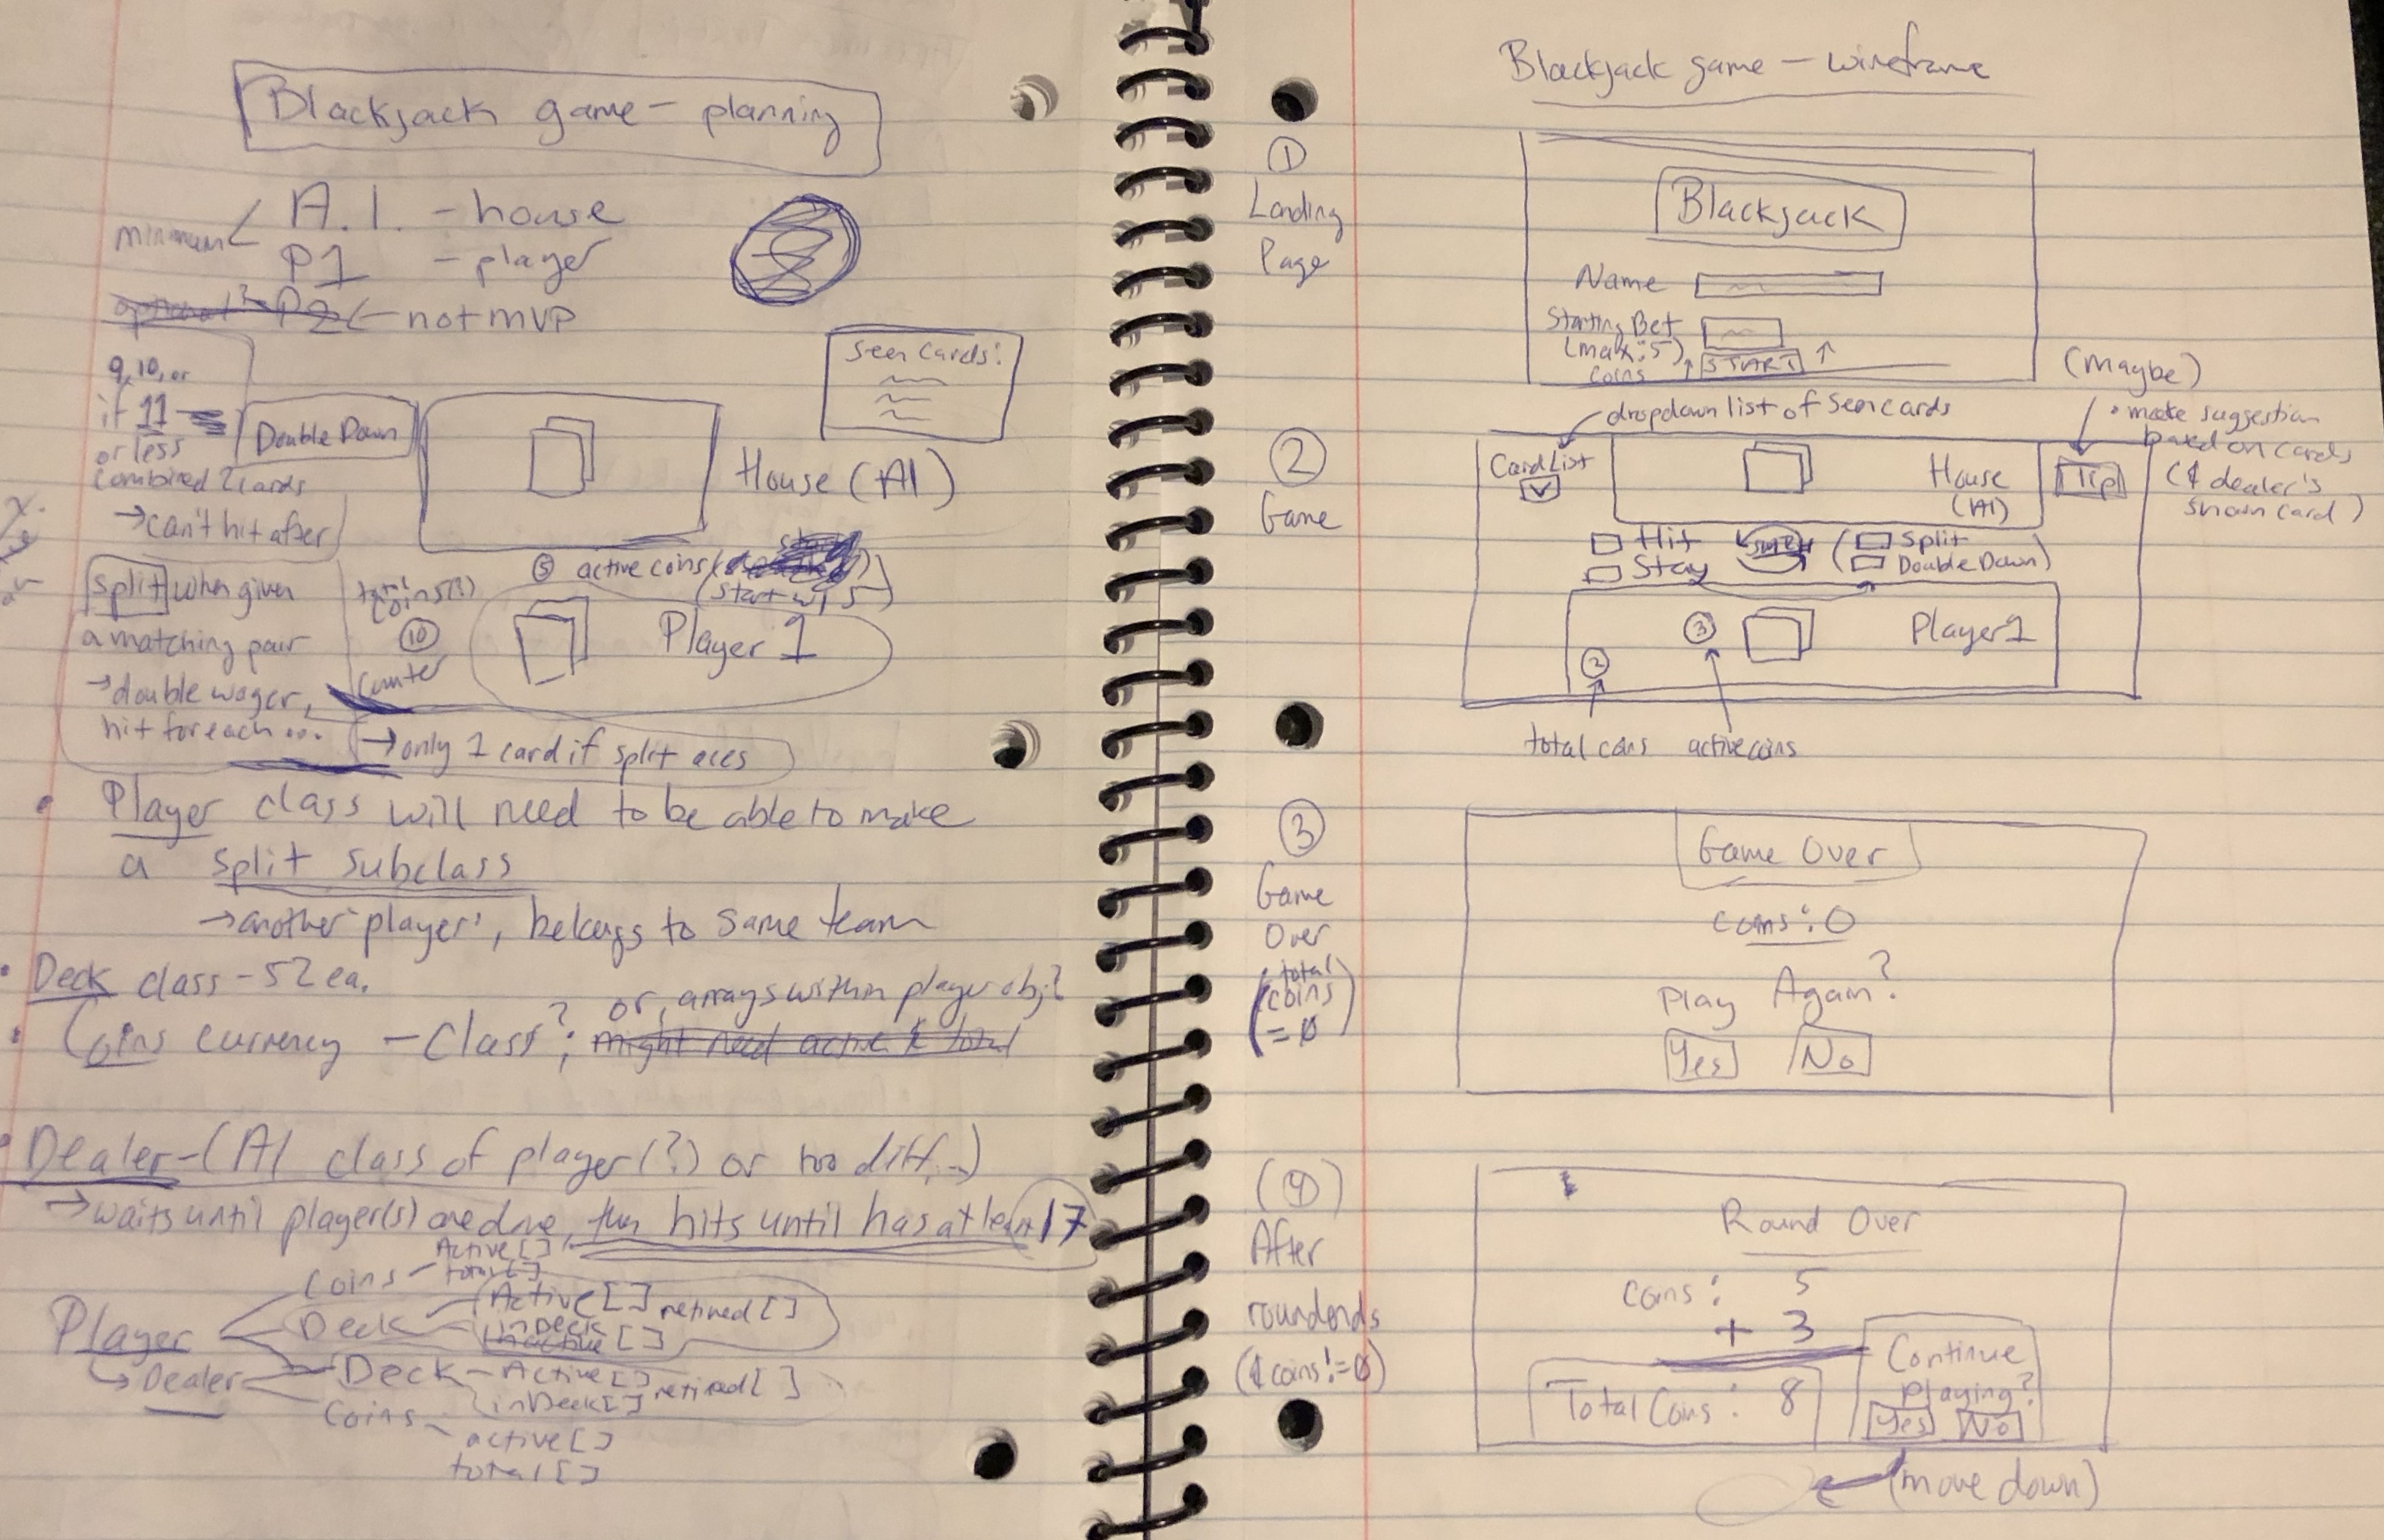 Blackjack game - planning
minimum < A.I. - house
P1 - player
optional? P2 <- not MVP
Seen Cards:
9, 10, or
if 11
or less
combined 2 cards
→ can't hit after
Double Down
House (AI)
⑤ active coins
(start w/ 5)
Split when given
a matching pair
→ double wager,
hit for each ...
→ only 1 card if split aces
total coins(?)
⑩
counter
Player 1
• Player class will need to be able to make
a split subclass
→ another "player", belongs to same team
• Deck class - 52 ea.
• Coins currency - Class?; or, arrays within player obj?
might need active & total
• Dealer - (AI class of player(?) or too diff...)
→ waits until player(s) are done, then hits until has at least 17
Player
Coins - Active[]
total[]
Deck - Active[] retired[]
inDeck
inactive[]
↳ Dealer
Deck - Active[] retired[]
inDeck[]
Coins - active[]
total[]
Blackjack game - wireframe
① Landing Page
Blackjack
Name
Starting Bet
(max: 5)
coins
START
② Game
dropdown list of seen cards
(maybe)
• make suggestion
based on cards
(& dealer's
shown card)
Card List
House
(AI)
Tip
Hit
Stay
(Split
Double Down)
Player 1
③
②
total coins active coins
③ Game Over
(total coins = 0)
Game Over
coins: 0
Play Again?
Yes No
(4) After round ends
(& coins != 0)
Round Over
coins: 5
+ 3
Total Coins: 8
Continue
playing?
Yes No
(move down)